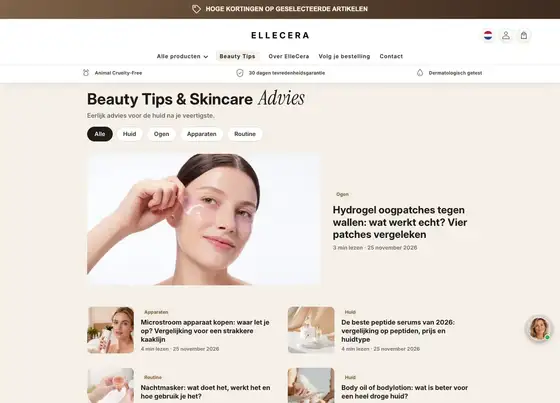 HOGE KORTINGEN OP GESELECTEERDE ARTIKELEN
ELLECERA
Alle producten
Beauty Tips
Over ElleCera
Volg je bestelling
Contact
Animal Cruelty-Free
30 dagen tevredenheidsgarantie
Dermatologisch getest
Beauty Tips & Skincare Advies
Eerlijk advies voor de huid na je veertigste.
Alle
Huid
Ogen
Apparaten
Routine
Ogen
Hydrogel oogpatches tegen
wallen: wat werkt echt? Vier
patches vergeleken
3 min lezen · 25 november 2026
Apparaten
Microstroom apparaat kopen: waar let je
op? Vergelijking voor een strakkere
kaaklijn
4 min lezen · 25 november 2026
Huid
De beste peptide serums van 2026:
vergelijking op peptiden, prijs en
huidtype
4 min lezen · 25 november 2026
Routine
Nachtmasker: wat doet het, werkt het en
hoe gebruik je het?
Huid
Body oil of bodylotion: wat is beter voor
een heel droge huid?